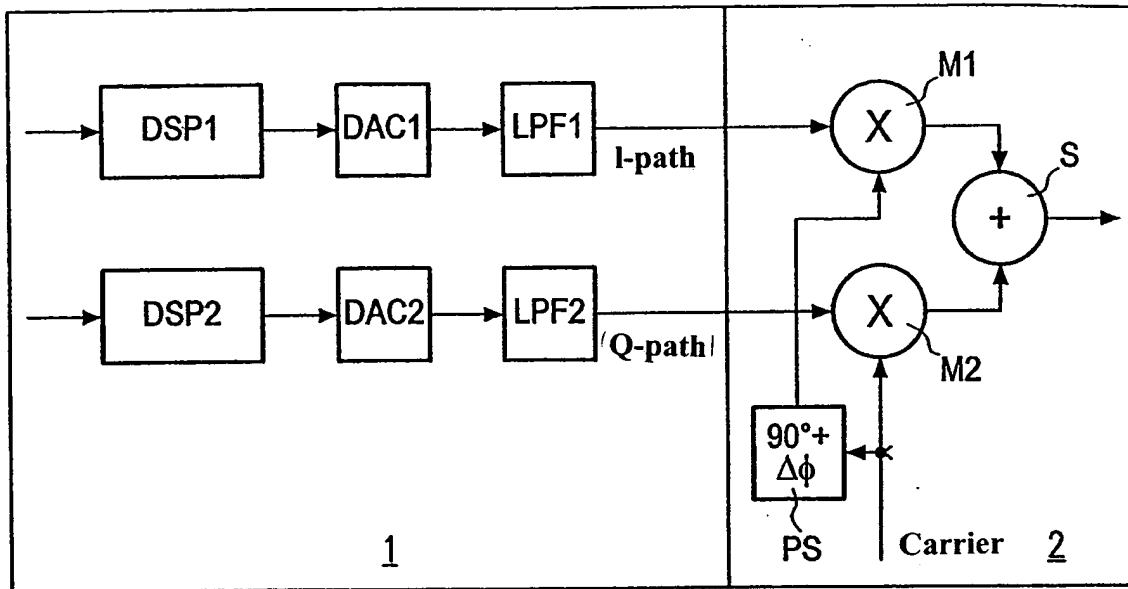 M1
DSP1
DAC1
LPF1
X
I-path
S
+
DSP2
DAC2
LPF2
X
Q-path
M2
90°+
Δϕ
PS
Carrier
1
2